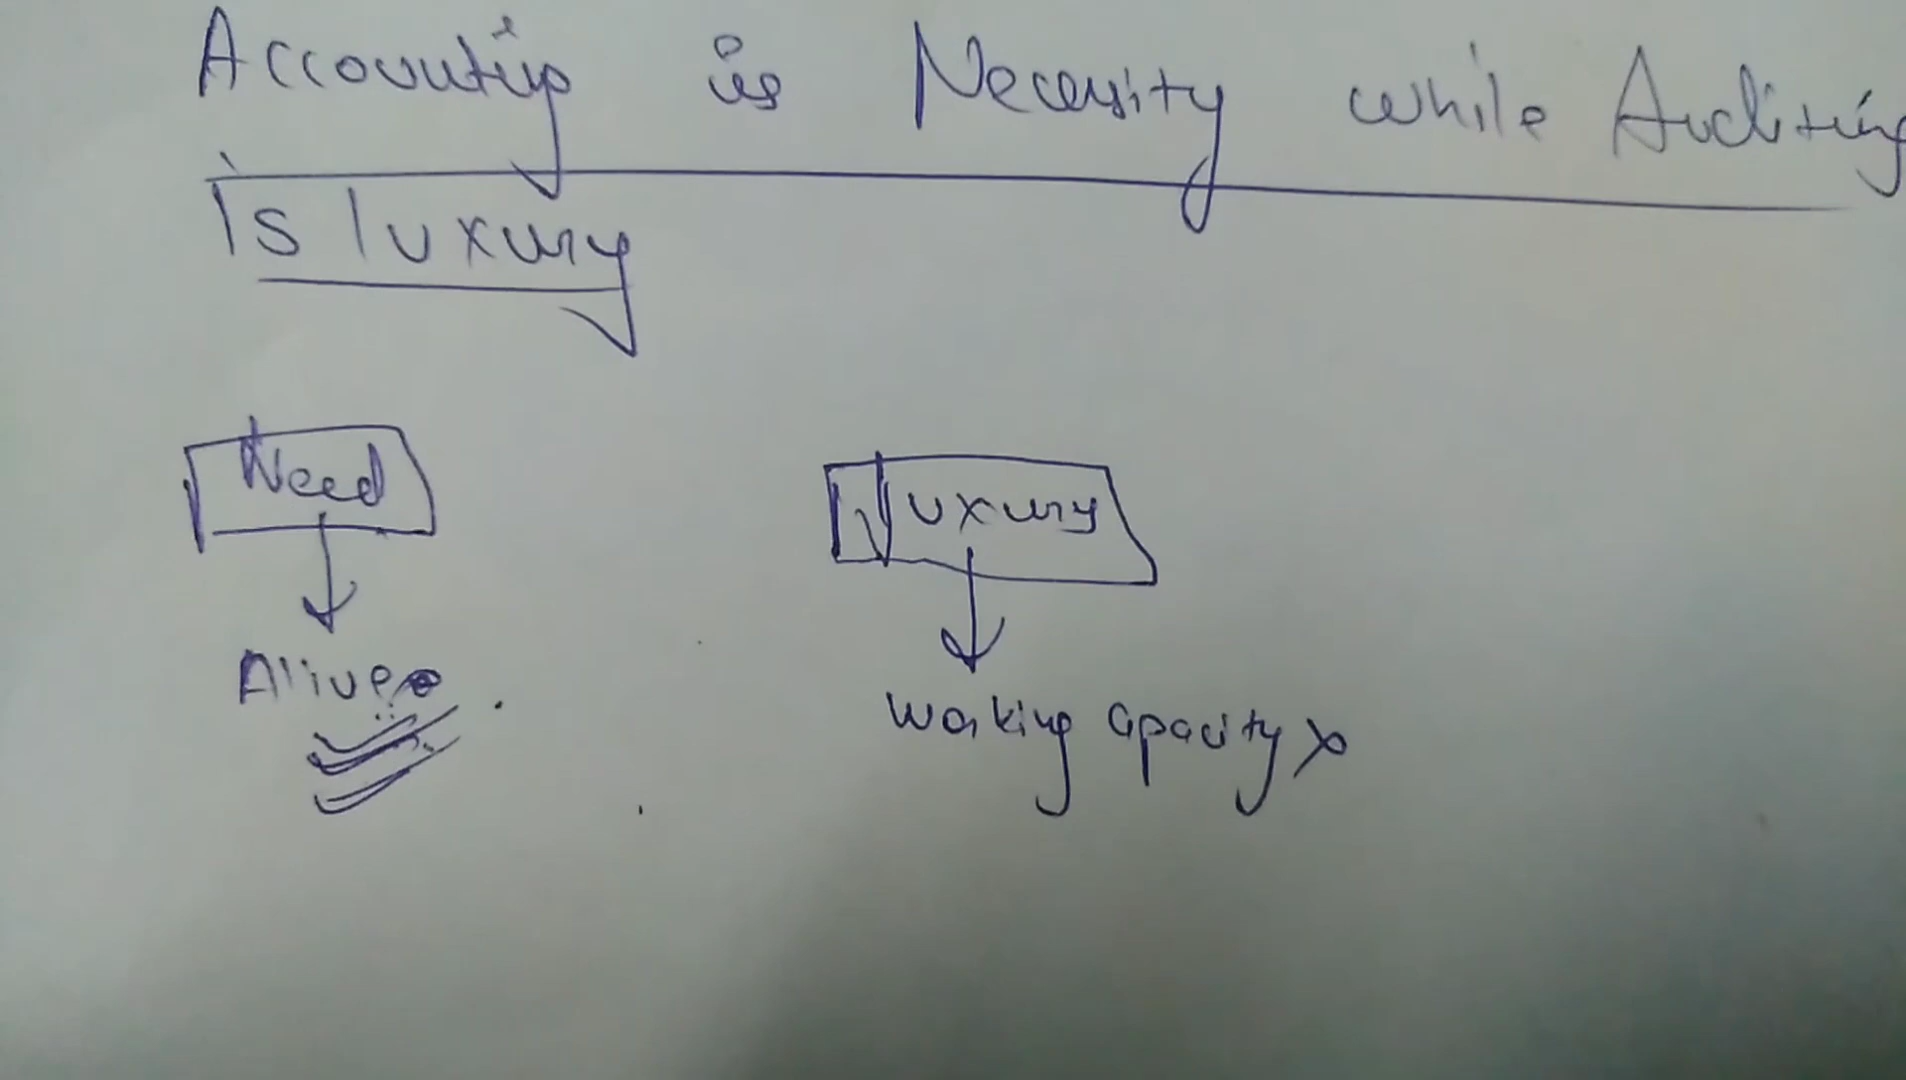 Accounting is Necessity while Auditing
is luxury
Need
Luxury
Alive
Working capacity